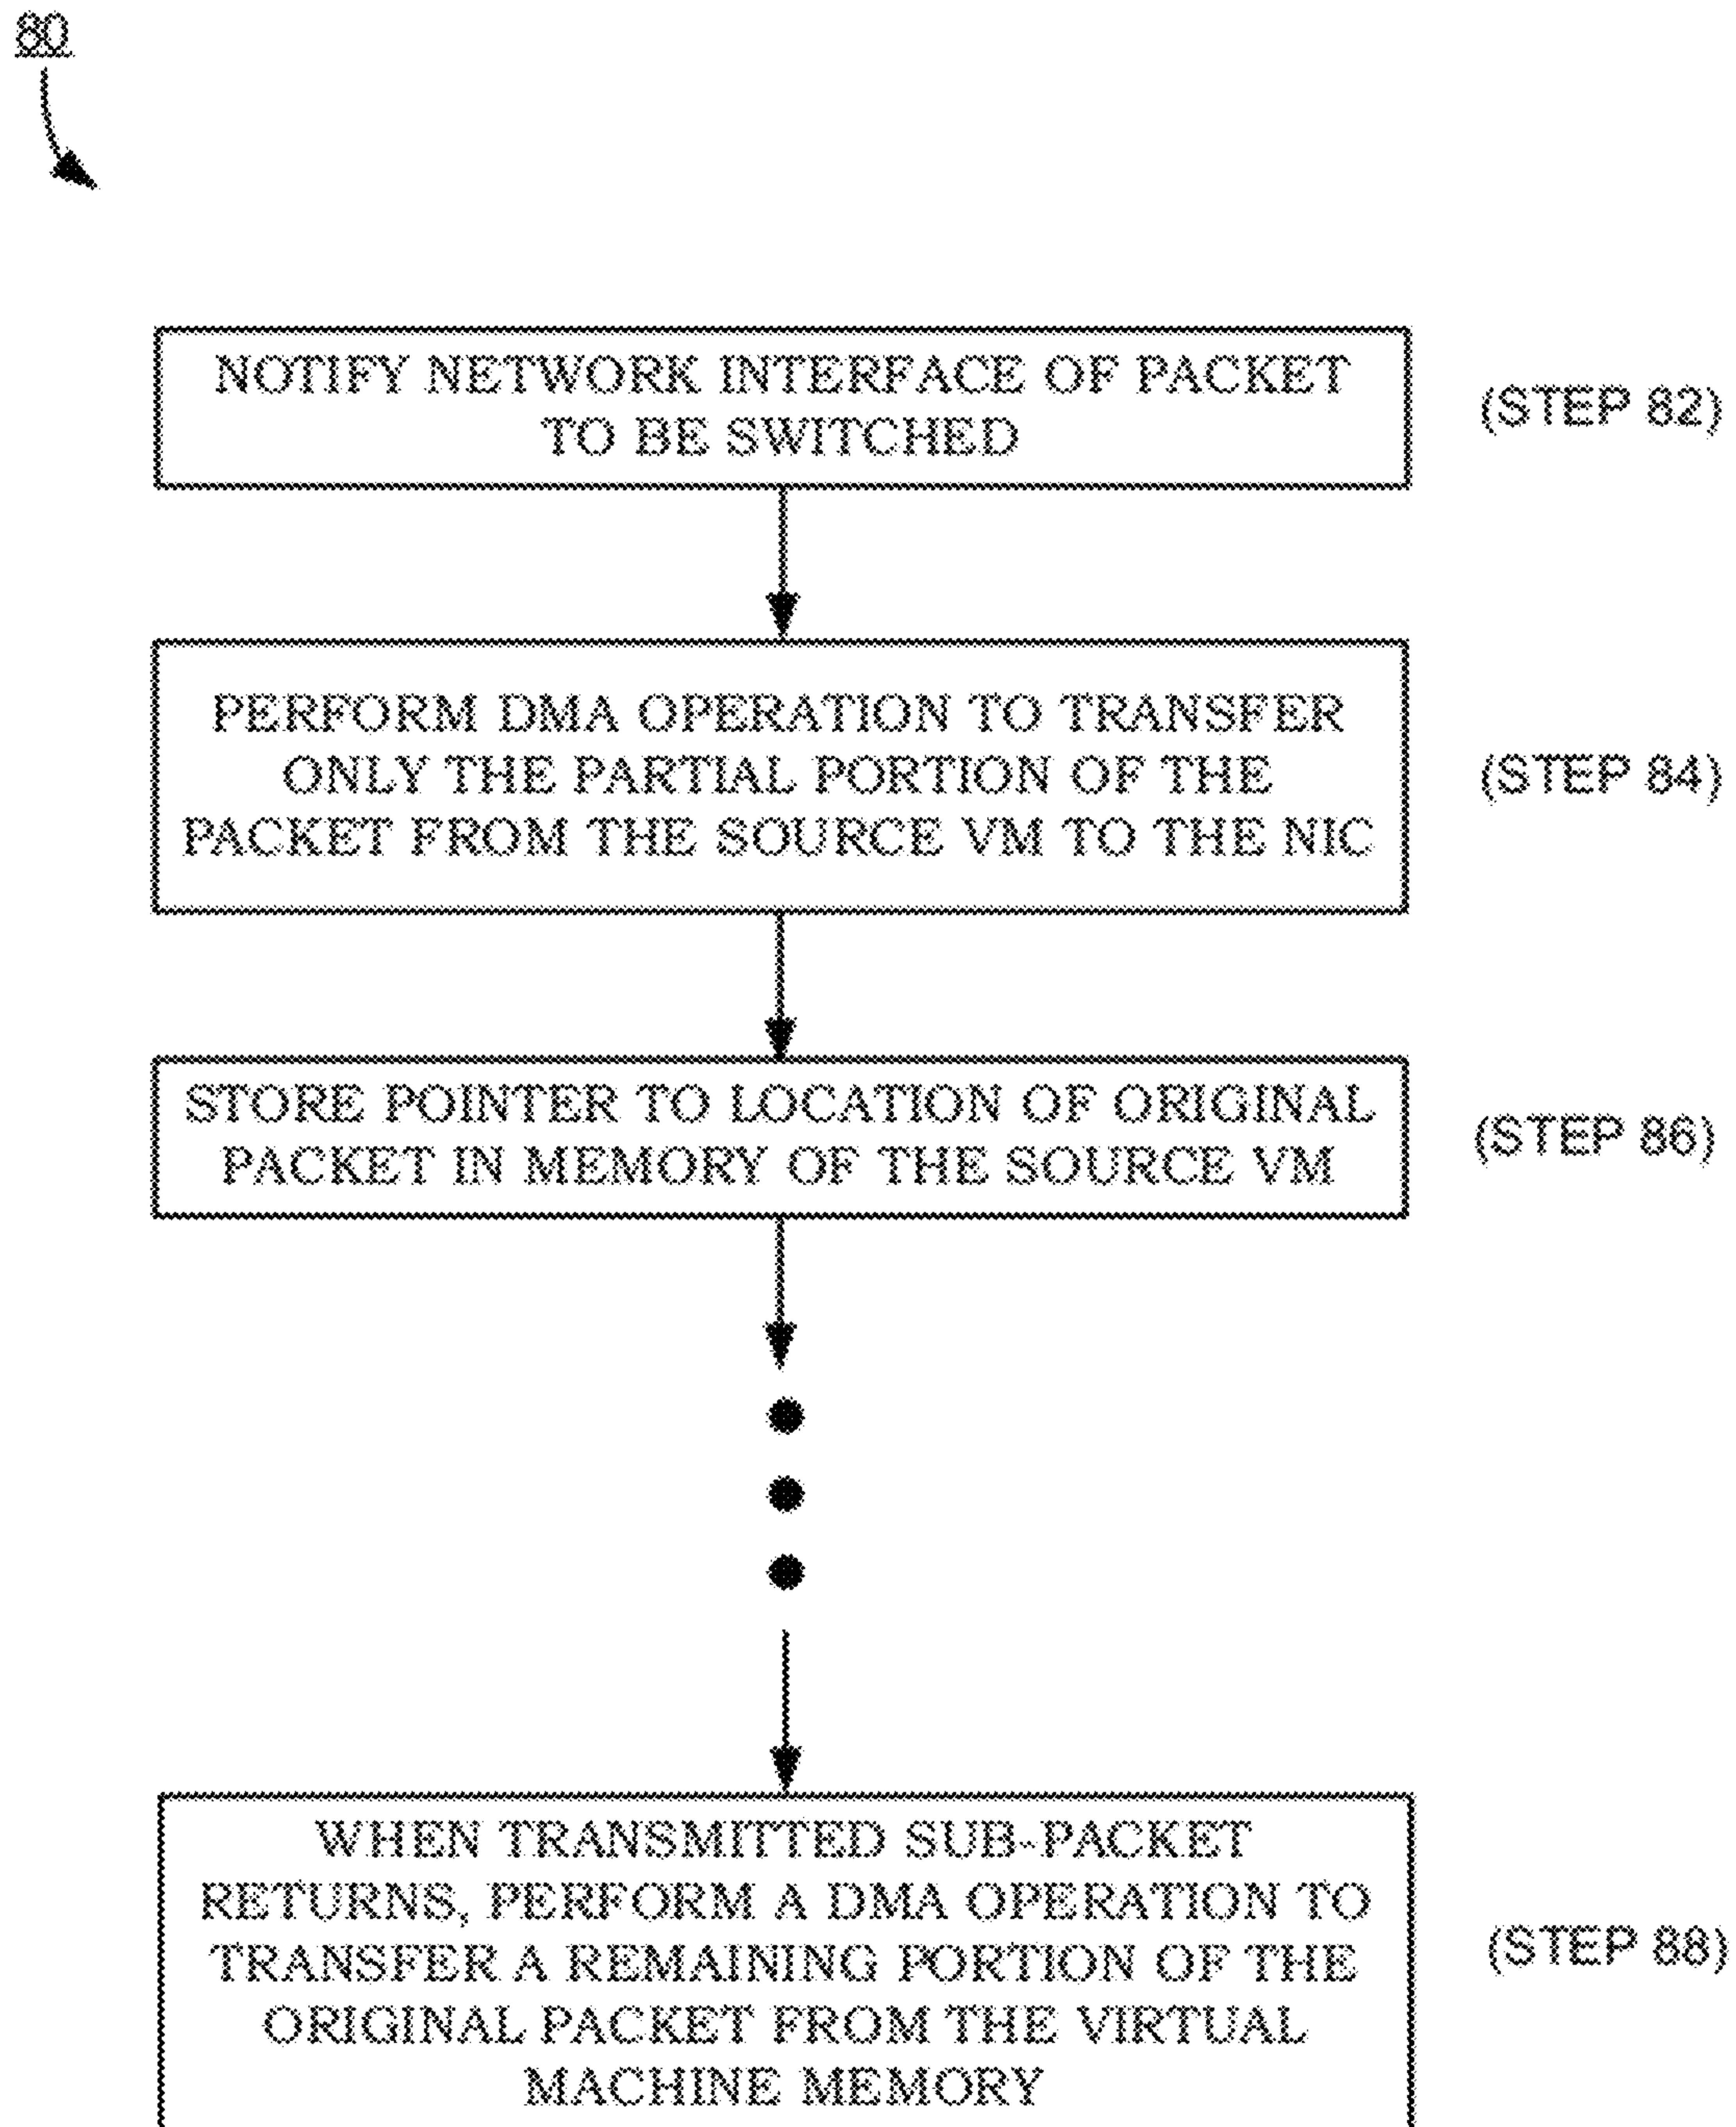 80
NOTIFY NETWORK INTERFACE OF PACKET
TO BE SWITCHED
(STEP 82)
PERFORM DMA OPERATION TO TRANSFER
ONLY THE PARTIAL PORTION OF THE
PACKET FROM THE SOURCE VM TO THE NIC
(STEP 84)
STORE POINTER TO LOCATION OF ORIGINAL
PACKET IN MEMORY OF THE SOURCE VM
(STEP 86)
WHEN TRANSMITTED SUB-PACKET
RETURNS, PERFORM A DMA OPERATION TO
TRANSFER A REMAINING PORTION OF THE
ORIGINAL PACKET FROM THE VIRTUAL
MACHINE MEMORY
(STEP 88)